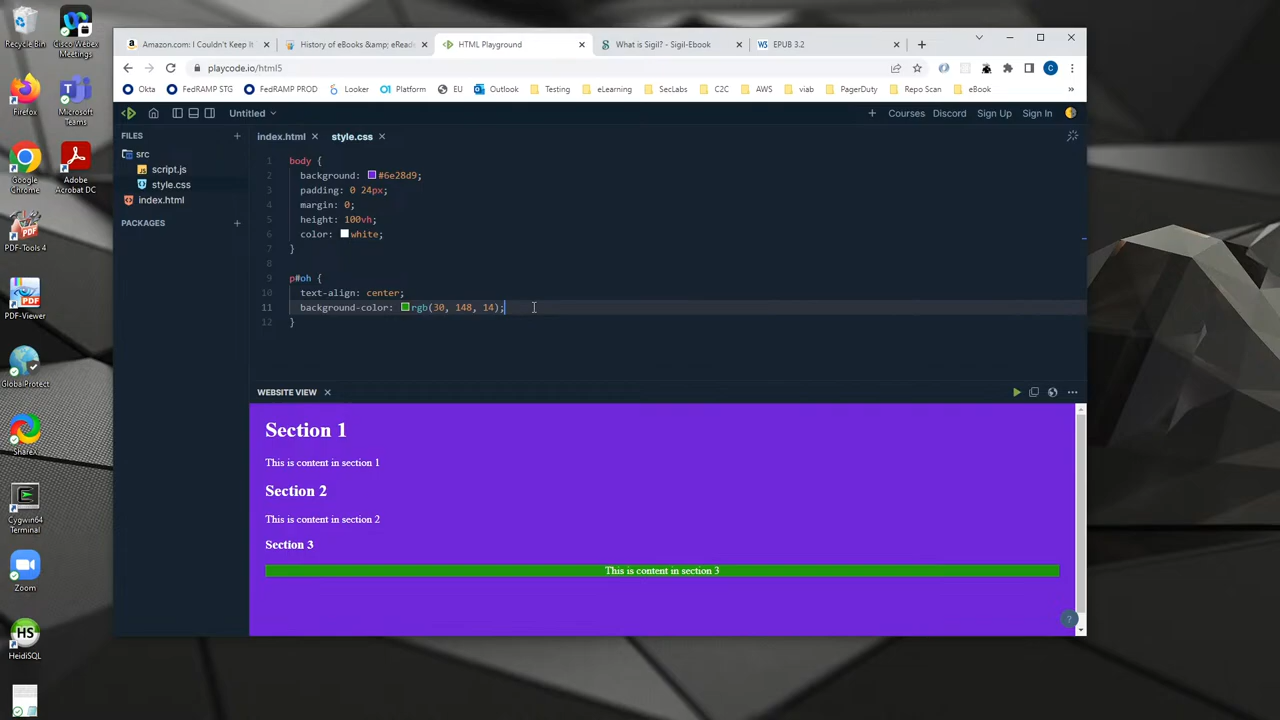 Recycle Bin
Cisco Webex Meetings
Firefox
Microsoft Teams
Google Chrome
Adobe Acrobat DC
PDF-Tools 4
PDF-Viewer
GlobalProtect
ShareX
Cygwin64 Terminal
Zoom
HS
HeidiSQL
Amazon.com: I Couldn't Keep It
History of eBooks &amp; eReade
HTML Playground
What is Sigil? - Sigil-Ebook
WS EPUB 3.2
playcode.io/html5
C
Okta FedRAMP STG FedRAMP PROD Looker Platform EU Outlook Testing eLearning SecLabs C2C AWS viab PagerDuty Repo Scan eBook »
Untitled
Courses Discord Sign Up Sign In
FILES +
src
JS script.js
style.css
index.html
PACKAGES +
index.html style.css
1 body {
2 background: #6e28d9;
3 padding: 0 24px;
4 margin: 0;
5 height: 100vh;
6 color: white;
7 }
8
9 p#oh {
10 text-align: center;
11 background-color: rgb(30, 148, 14);
12 }
WEBSITE VIEW
Section 1
This is content in section 1
Section 2
This is content in section 2
Section 3
This is content in section 3
?